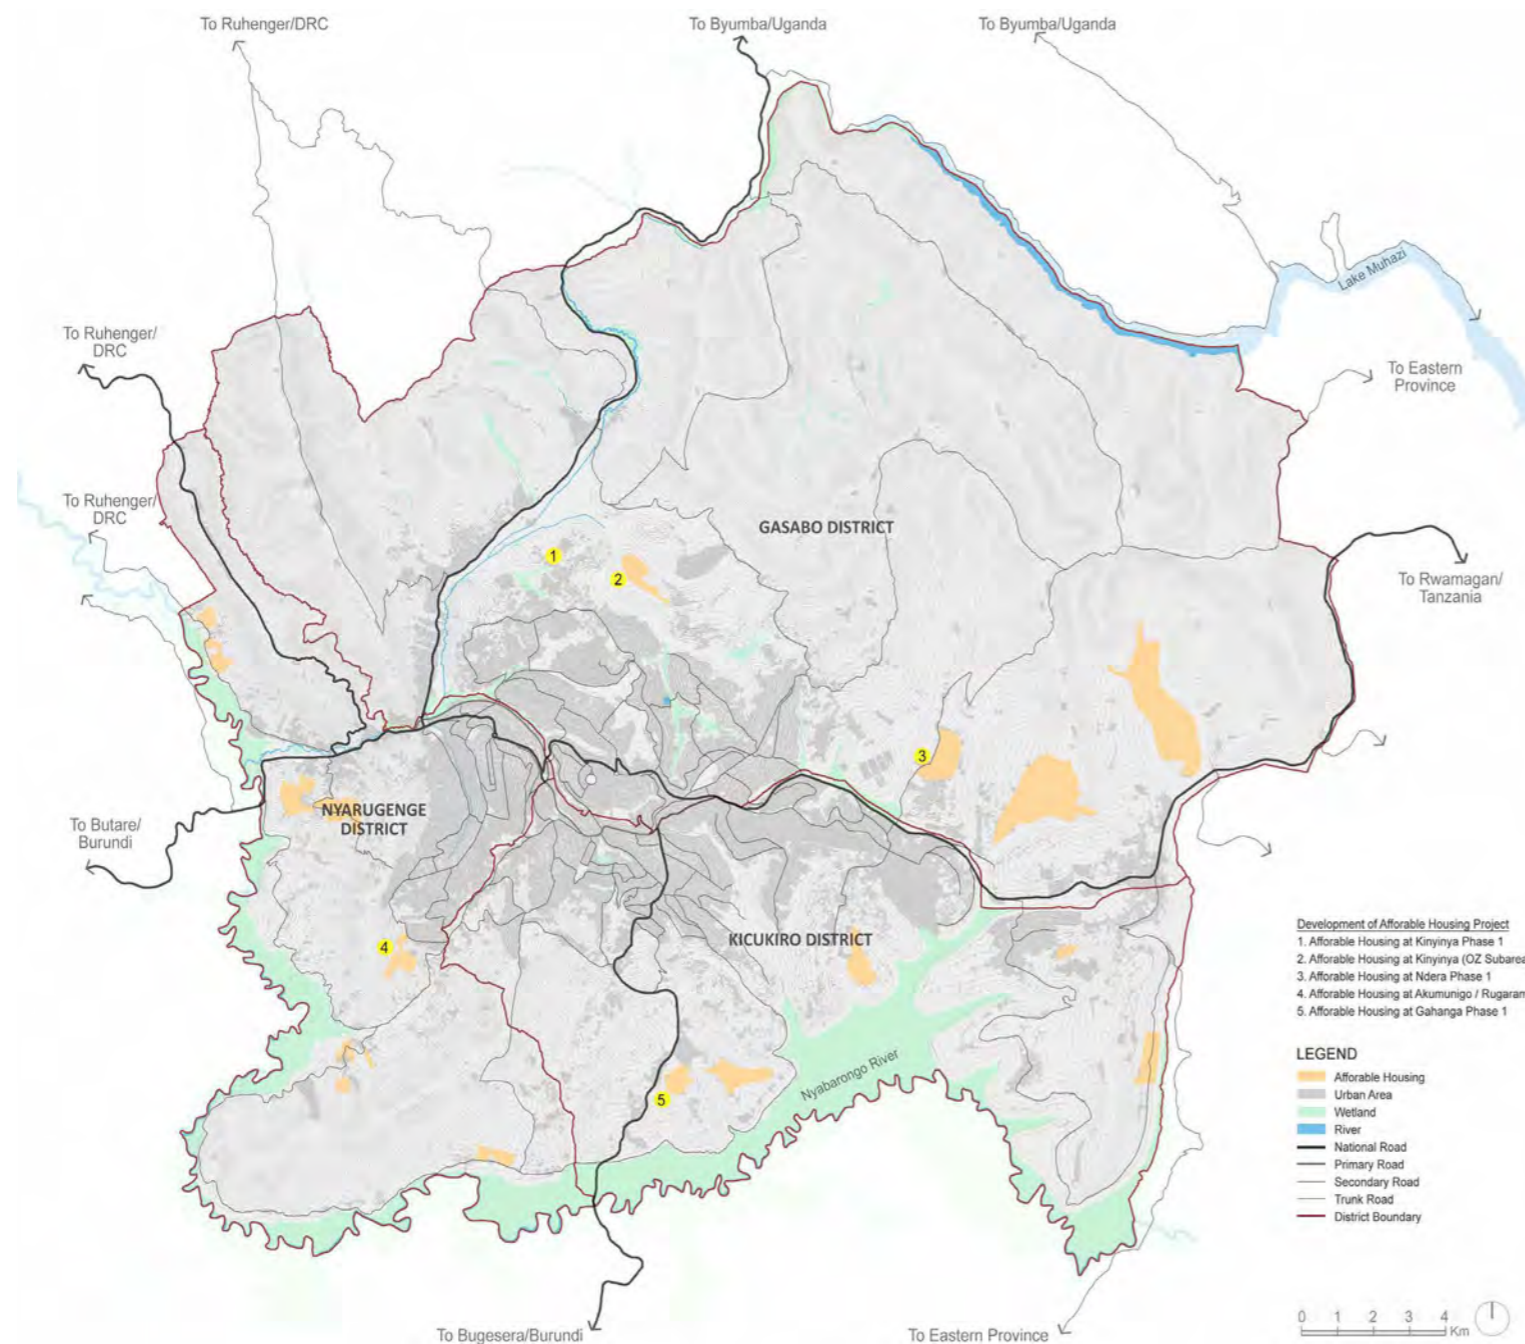 To Ruhenger/DRC
To Byumba/Uganda
To Byumba/Uganda
Lake Muhazi
To Ruhenger/
DRC
To Eastern
Province
To Ruhenger/
DRC
GASABO DISTRICT
1
2
To Rwamagan/
Tanzania
3
NYARUGENGE
DISTRICT
To Butare/
Burundi
KICUKIRO DISTRICT
4
Nyabarongo River
5
To Bugesera/Burundi
To Eastern Province
Development of Afforable Housing Project
1. Afforable Housing at Kinyinya Phase 1
2. Afforable Housing at Kinyinya (OZ Subarea
3. Afforable Housing at Ndera Phase 1
4. Afforable Housing at Akumunigo / Rugaram
5. Afforable Housing at Gahanga Phase 1
LEGEND
Afforable Housing
Urban Area
Wetland
River
National Road
Primary Road
Secondary Road
Trunk Road
District Boundary
0 1 2 3 4
Km